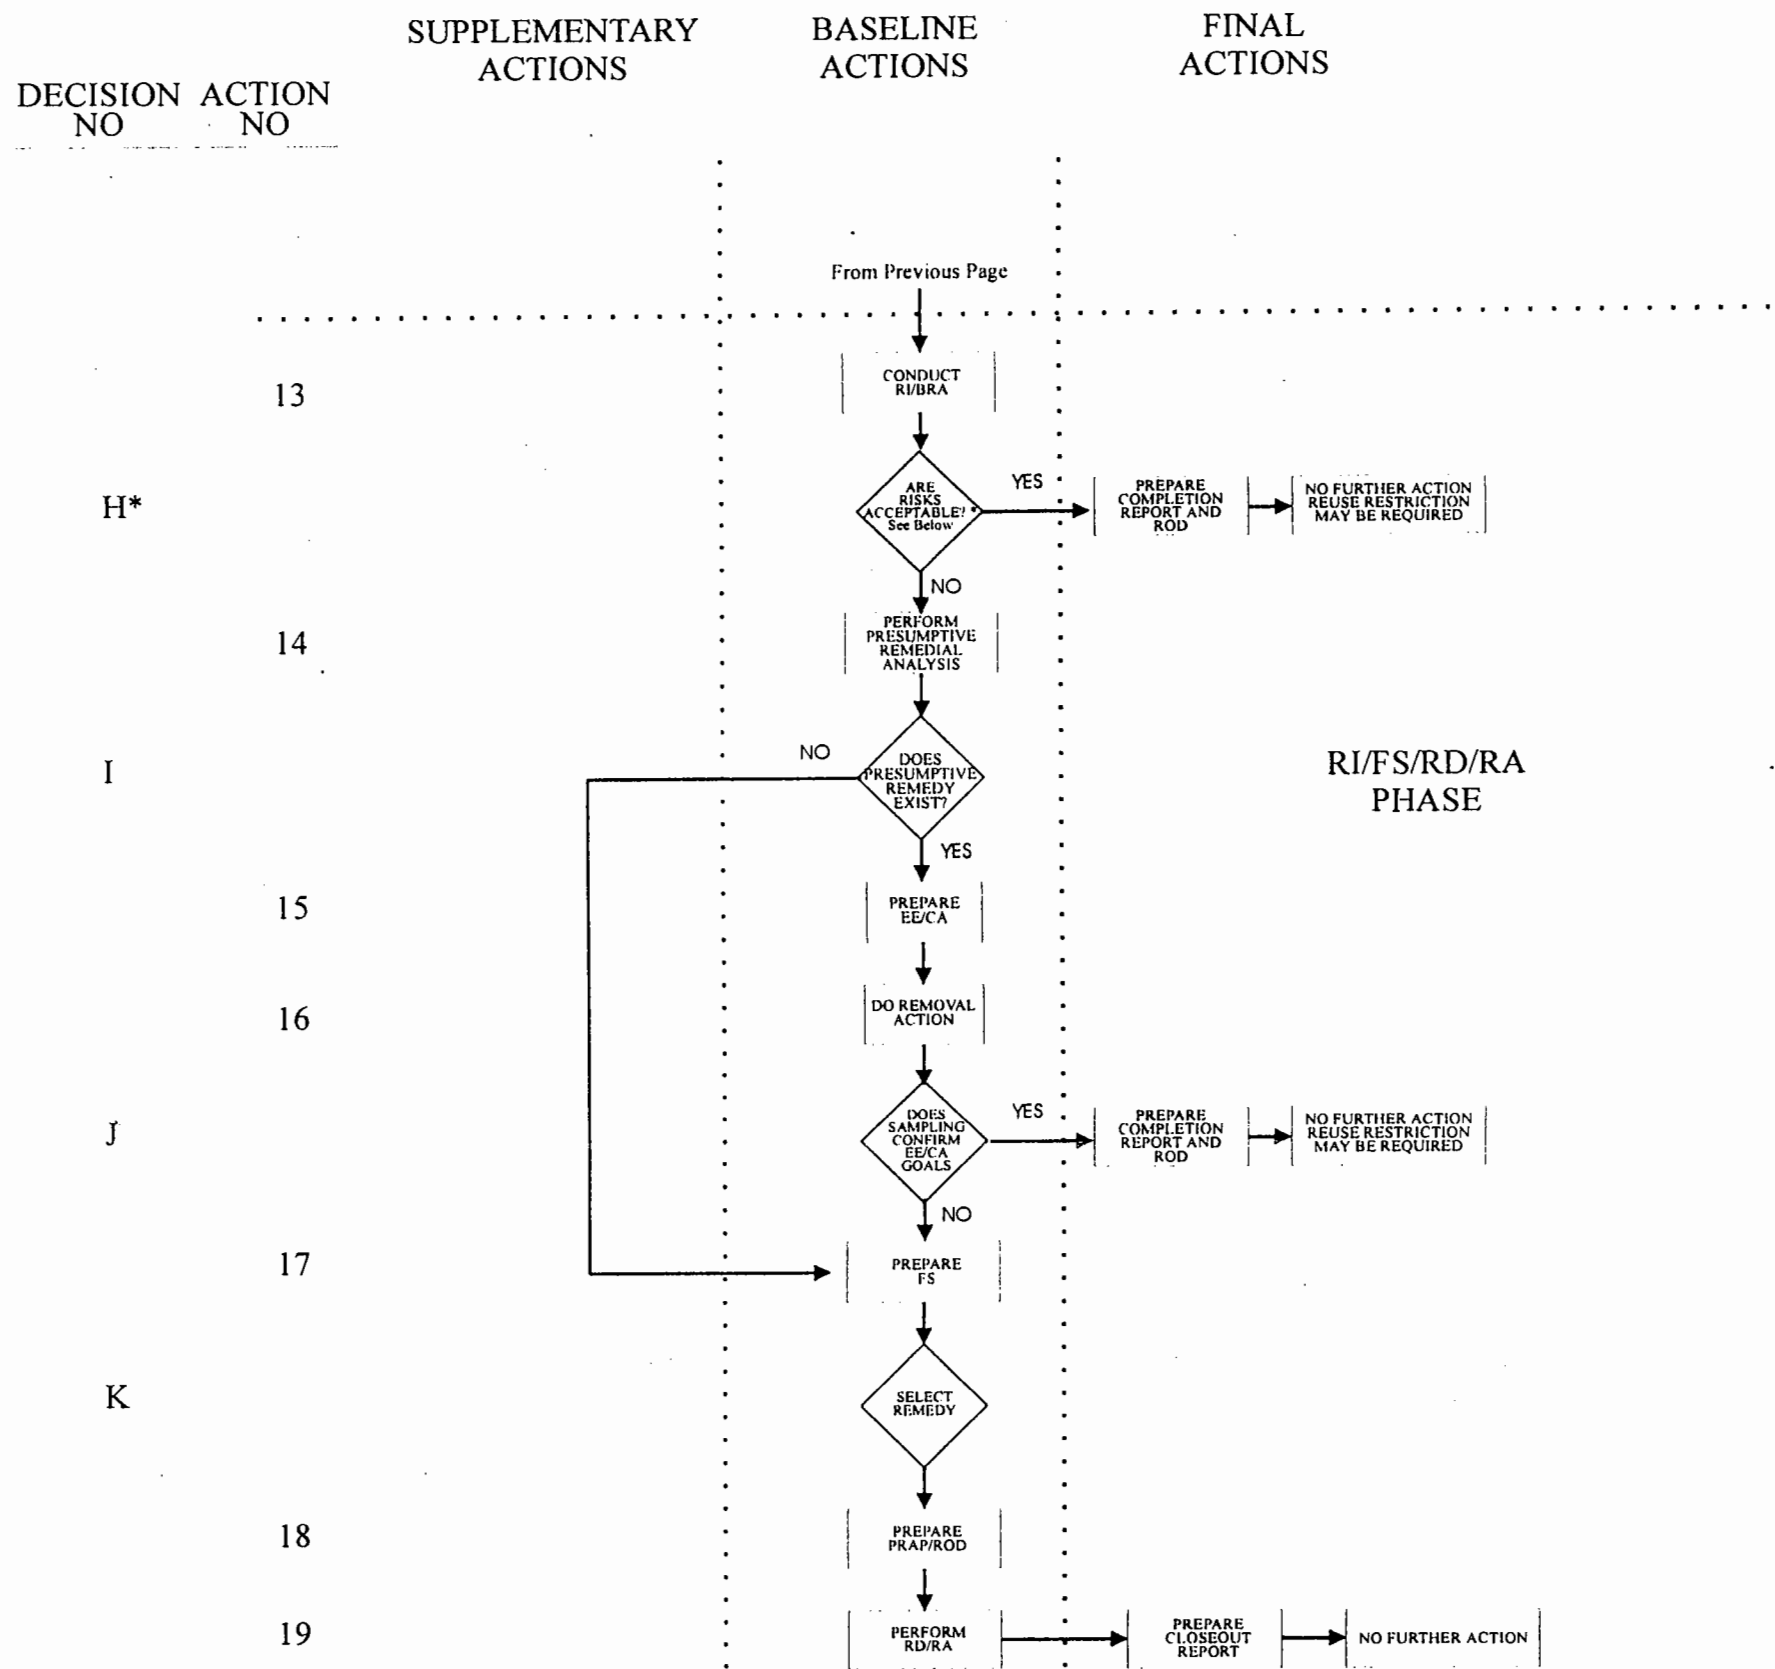 SUPPLEMENTARY
ACTIONS
BASELINE
ACTIONS
FINAL
ACTIONS
DECISION
NO
ACTION
NO
From Previous Page
13
CONDUCT
RI/BRA
H*
ARE
RISKS
ACCEPTABLE? *
See Below
YES
PREPARE
COMPLETION
REPORT AND
ROD
NO FURTHER ACTION
REUSE RESTRICTION
MAY BE REQUIRED
NO
14
PERFORM
PRESUMPTIVE
REMEDIAL
ANALYSIS
I
NO
DOES
PRESUMPTIVE
REMEDY
EXIST?
RI/FS/RD/RA
PHASE
YES
15
PREPARE
EE/CA
16
DO REMOVAL
ACTION
J
DOES
SAMPLING
CONFIRM
EE/CA
GOALS
YES
PREPARE
COMPLETION
REPORT AND
ROD
NO FURTHER ACTION
REUSE RESTRICTION
MAY BE REQUIRED
NO
17
PREPARE
FS
K
SELECT
REMEDY
18
PREPARE
PRAP/ROD
19
PERFORM
RD/RA
PREPARE
CLOSEOUT
REPORT
NO FURTHER ACTION